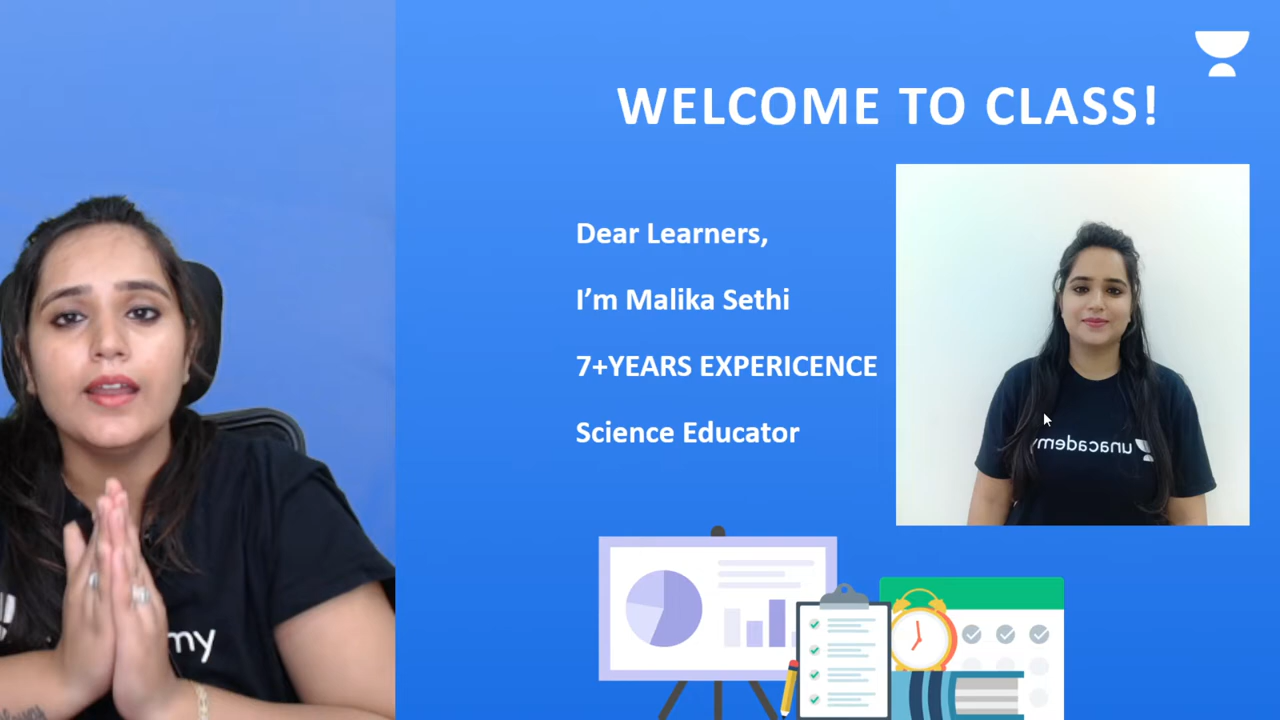 WELCOME TO CLASS!
Dear Learners,
I’m Malika Sethi
7+YEARS EXPERICENCE
Science Educator
unacademy
my